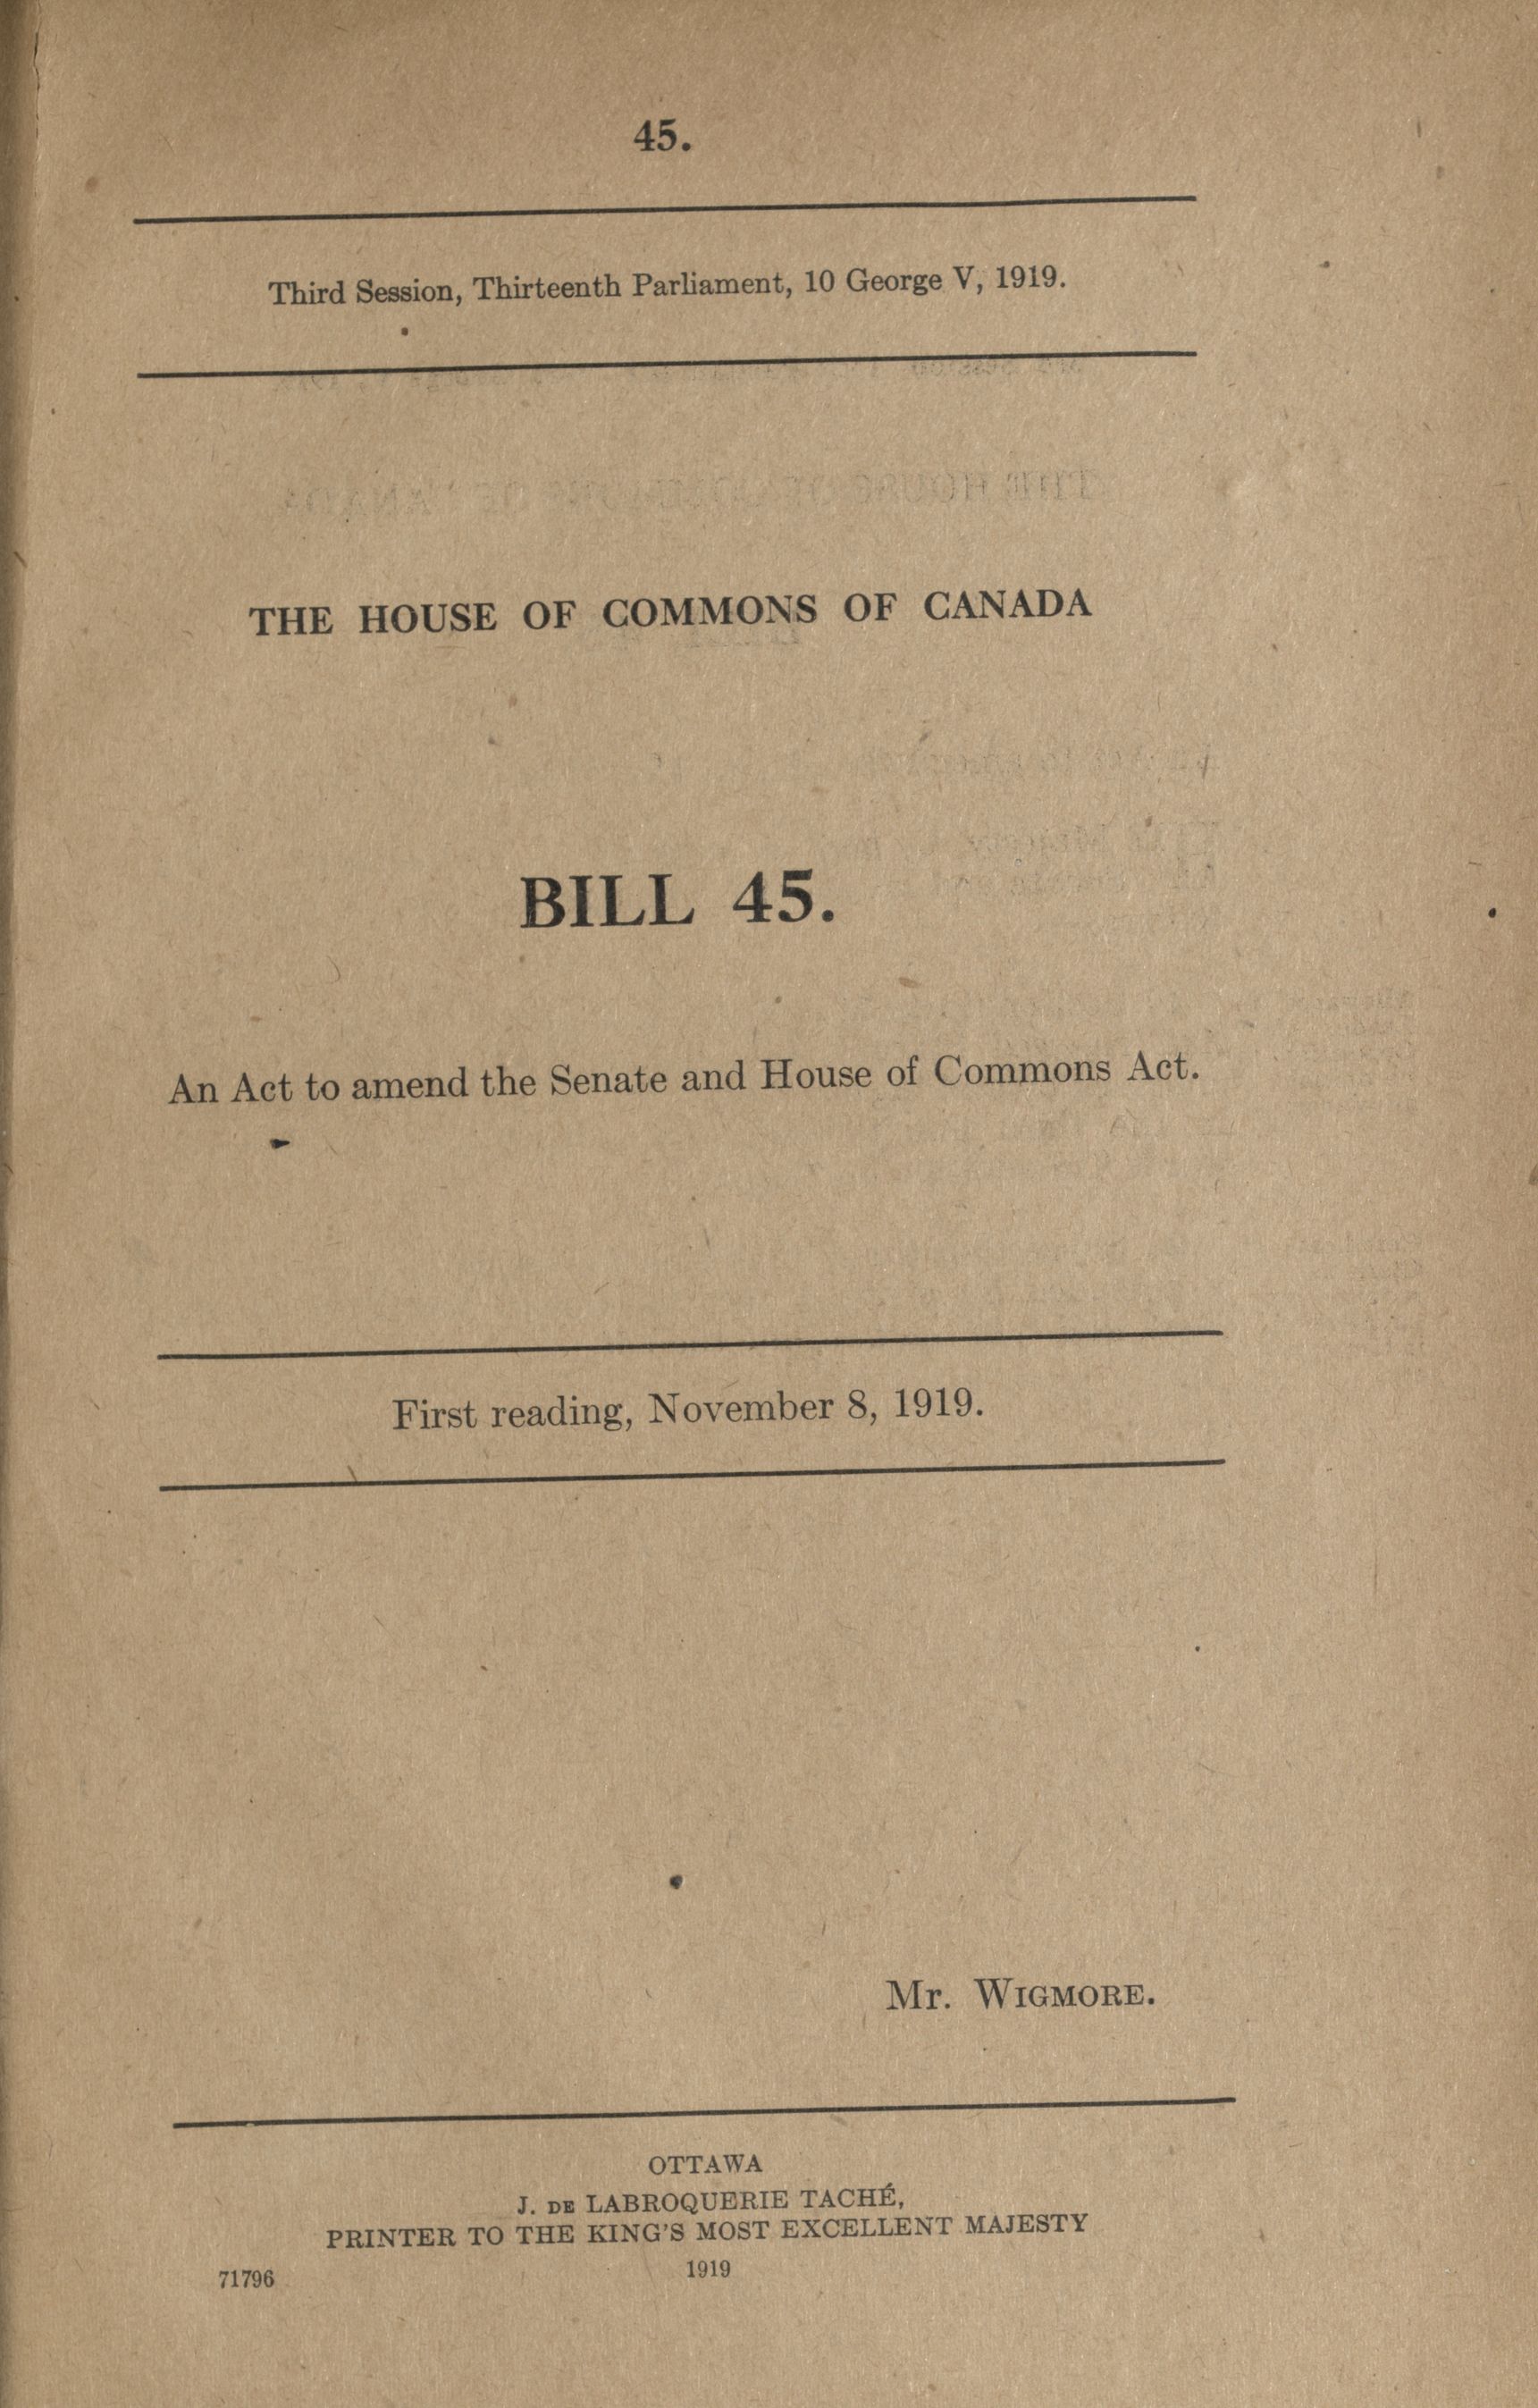 45.
Third Session, Thirteenth Parliament, 10 George V, 1919.
THE HOUSE OF COMMONS OF CANADA
BILL 45.
An Act to amend the Senate and House of Commons Act.
First reading, November 8, 1919.
Mr. WIGMORE.
OTTAWA
J. DE LABROQUERIE TACHÉ,
PRINTER TO THE KING'S MOST EXCELLENT MAJESTY
71796 1919